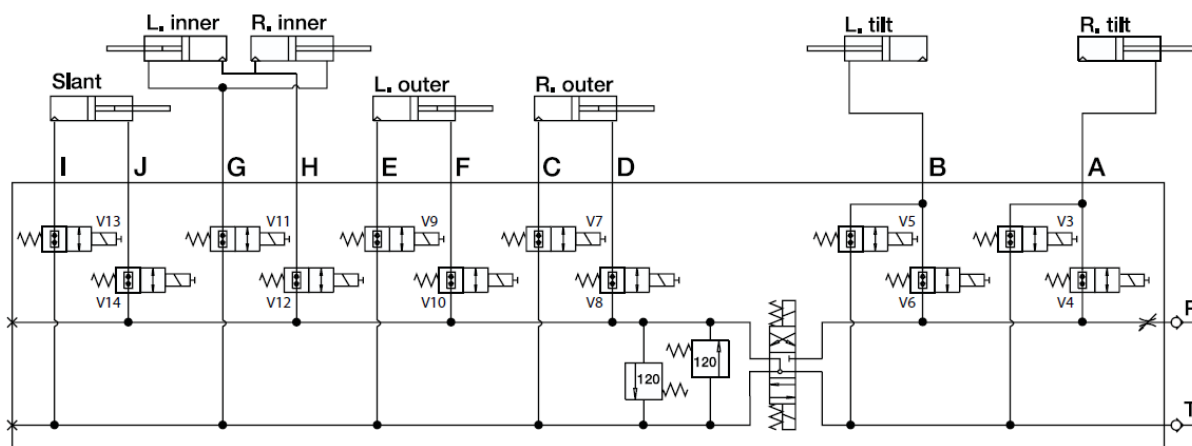 L. inner R. inner
L. tilt R. tilt
Slant
L. outer R. outer
I J G H E F C D B A
V13 V11 V9 V7 V5 V3
V14 V12 V10 V8 V6 V4
P
120
120
T